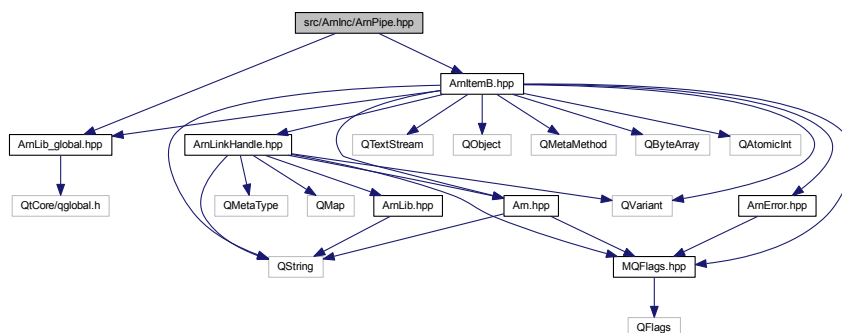 src/ArnInc/ArnPipe.hpp
ArnItemB.hpp
ArnLib_global.hpp
ArnLinkHandle.hpp
QTextStream
QObject
QMetaMethod
QByteArray
QAtomicInt
QtCore/qglobal.h
QMetaType
QMap
ArnLib.hpp
Arn.hpp
QVariant
ArnError.hpp
QString
MQFlags.hpp
QFlags